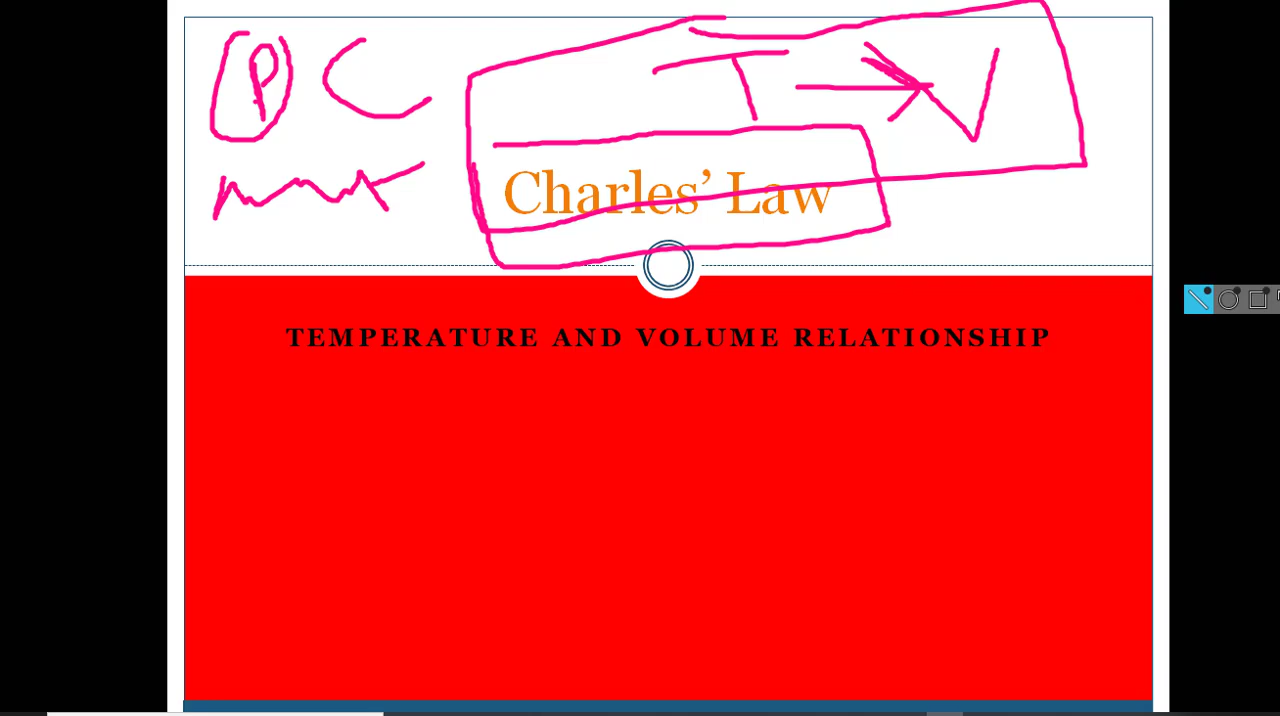 P C T → V
Charles’ Law
TEMPERATURE AND VOLUME RELATIONSHIP